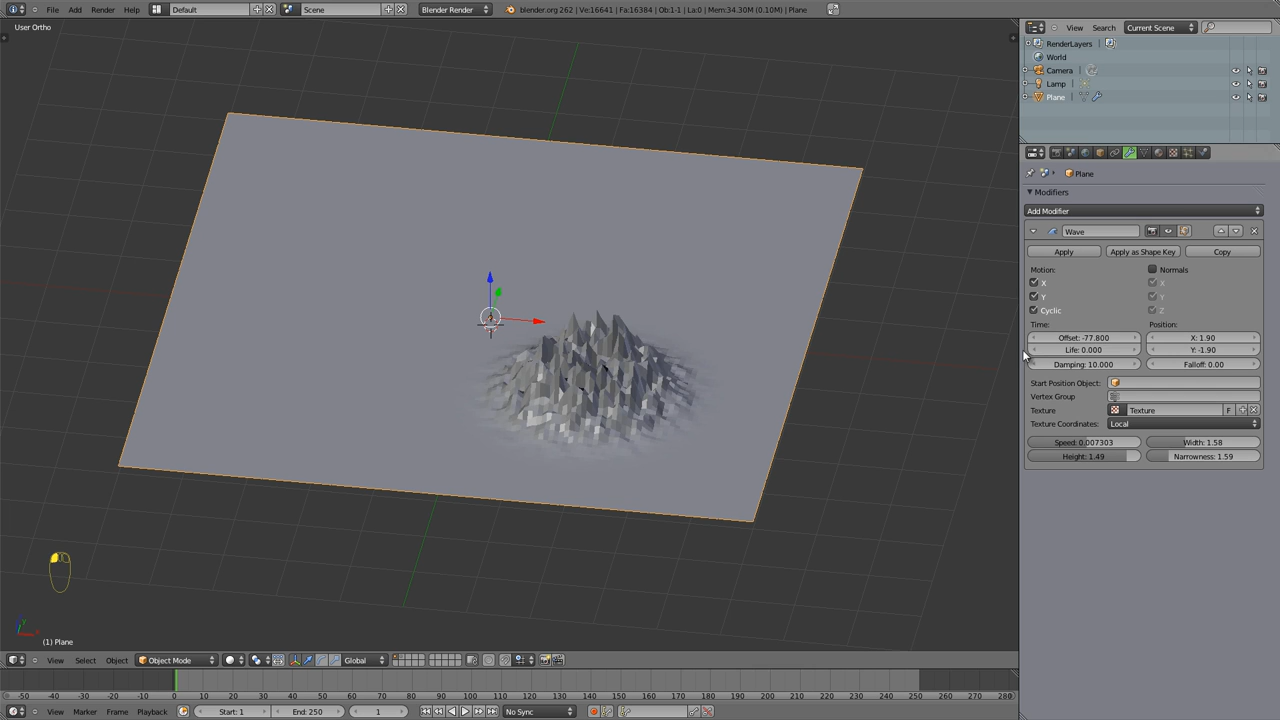 File Add Render Help Default Scene Blender Render blender.org 262 | Ve:16641 | Fa:16384 | Ob:1-1 | La:0 | Mem:34.30M (0.10M) | Plane
User Ortho
View Search Current Scene
RenderLayers |
World
Camera |
Lamp |
Plane |
Plane
Modifiers
Add Modifier
Wave
Apply Apply as Shape Key Copy
Motion: Normals
X X
Y Y
Cyclic Z
Time: Position:
Offset: -77.800 X: 1.90
Life: 0.000 Y: -1.90
Damping: 10.000 Falloff: 0.00
Start Position Object:
Vertex Group
Texture Texture F
Texture Coordinates: Local
Speed: 0.007303 Width: 1.58
Height: 1.49 Narrowness: 1.59
(1) Plane
View Select Object Object Mode Global
-50 -40 -30 -20 -10 0 10 20 30 40 50 60 70 80 90 100 110 120 130 140 150 160 170 180 190 200 210 220 230 240 250 260 270 280
View Marker Frame Playback Start: 1 End: 250 1 No Sync